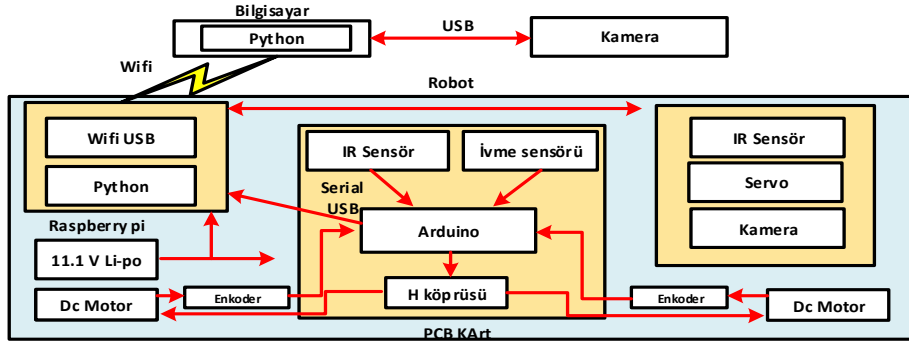 Bilgisayar
Python
USB
Kamera
Wifi
Robot
Wifi USB
Python
Raspberry pi
IR Sensör
İvme sensörü
Serial
USB
Arduino
H köprüsü
IR Sensör
Servo
Kamera
11.1 V Li-po
Dc Motor
Enkoder
Enkoder
Dc Motor
PCB KArt